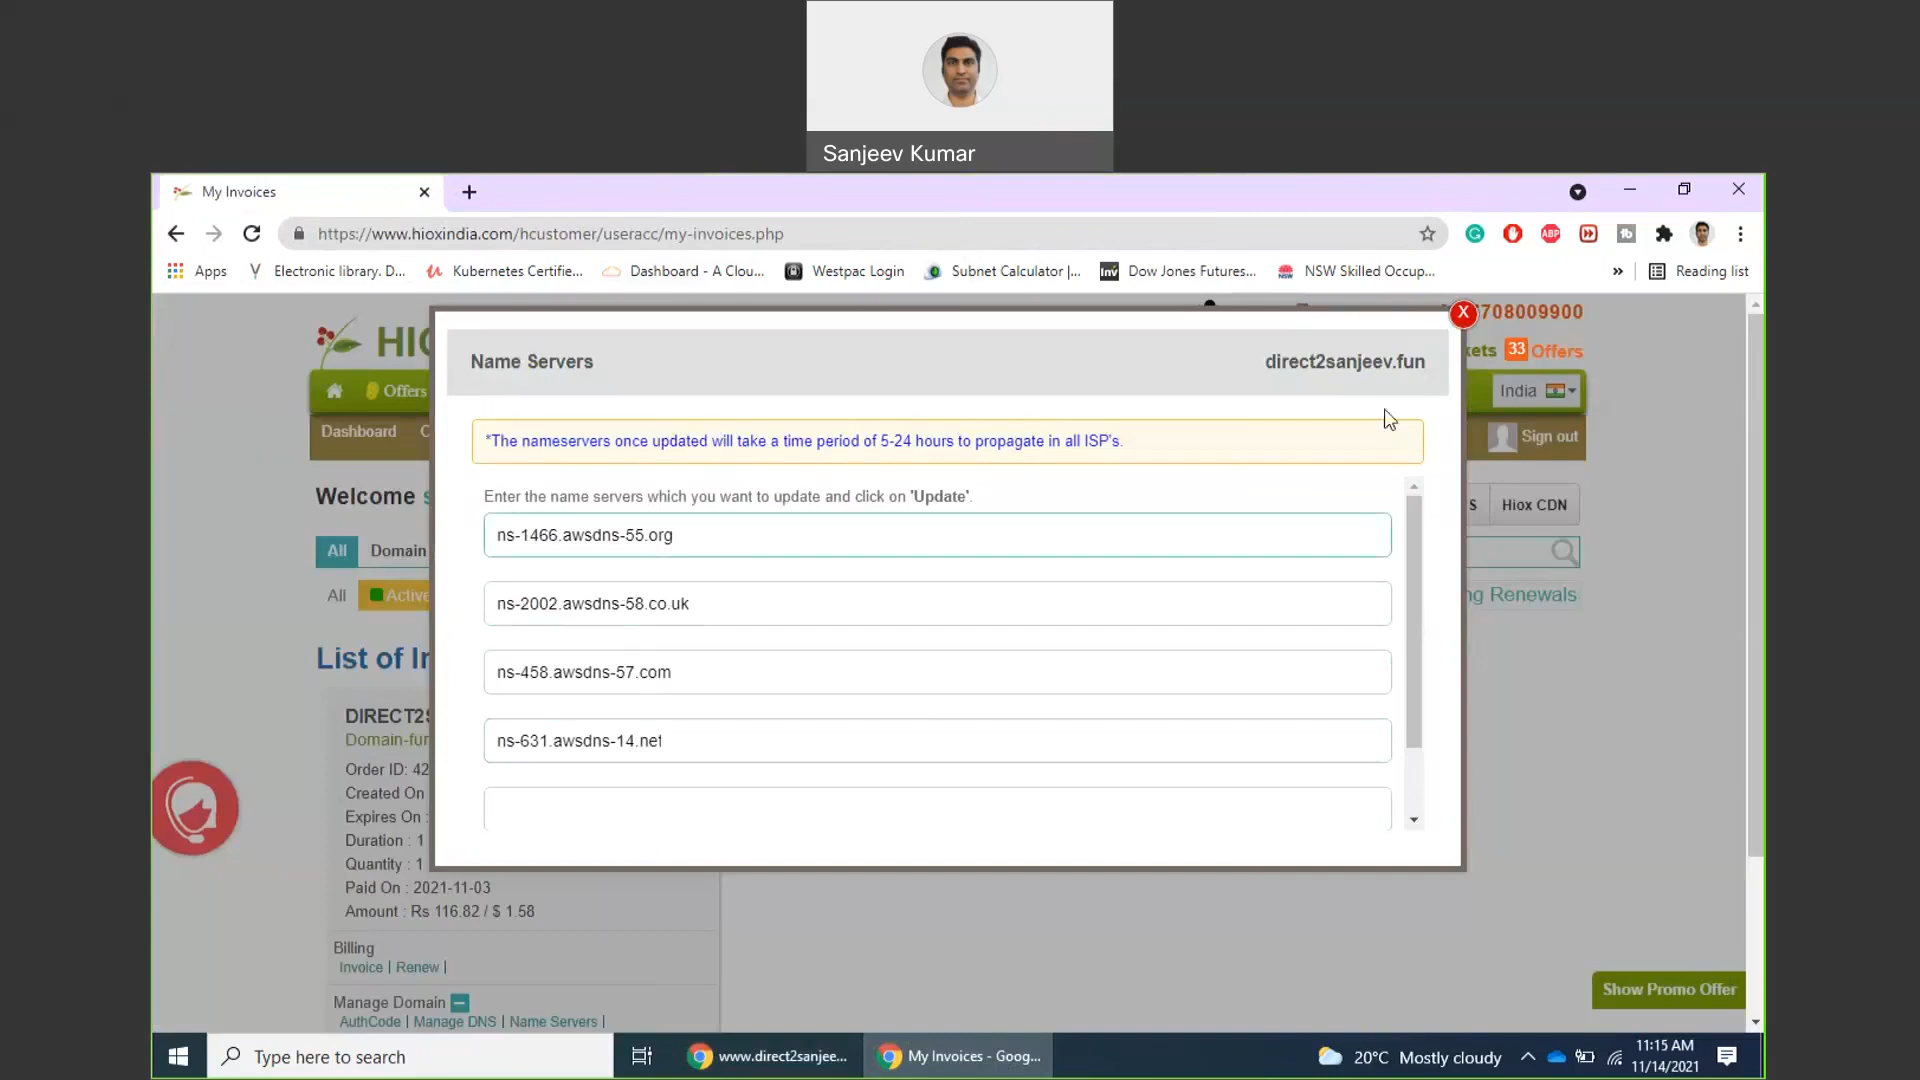 Sanjeev Kumar
My Invoices
https://www.hioxindia.com/hcustomer/useracc/my-invoices.php
ABP
Apps
Electronic library. D...
Kubernetes Certifie...
Dashboard - A Clou...
Westpac Login
Subnet Calculator |...
Inv
Dow Jones Futures...
NSW Skilled Occup...
»
Reading list
HIO
708009900
kets 33 Offers
Offers
India
Dashboard
Sign out
Welcome
S
Hiox CDN
All
Domain
All
Active
ng Renewals
List of I
X
Name Servers
direct2sanjeev.fun
*The nameservers once updated will take a time period of 5-24 hours to propagate in all ISP's.
Enter the name servers which you want to update and click on 'Update'.
ns-1466.awsdns-55.org
ns-2002.awsdns-58.co.uk
ns-458.awsdns-57.com
ns-631.awsdns-14.net
DIRECT2S
Domain-fun
Order ID: 42
Created On
Expires On :
Duration : 1
Quantity : 1
Paid On : 2021-11-03
Amount : Rs 116.82 / $ 1.58
Billing
Invoice | Renew |
Manage Domain
AuthCode | Manage DNS | Name Servers |
Show Promo Offer
Type here to search
www.direct2sanjee...
My Invoices - Goog...
20°C Mostly cloudy
11:15 AM
11/14/2021